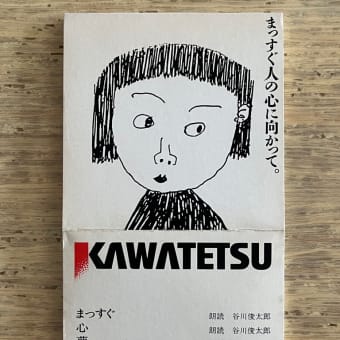 まっすぐ人の心に向かって。
KAWATETSU
まっすぐ
心
朗読 谷川俊太郎
朗読 谷川俊太郎